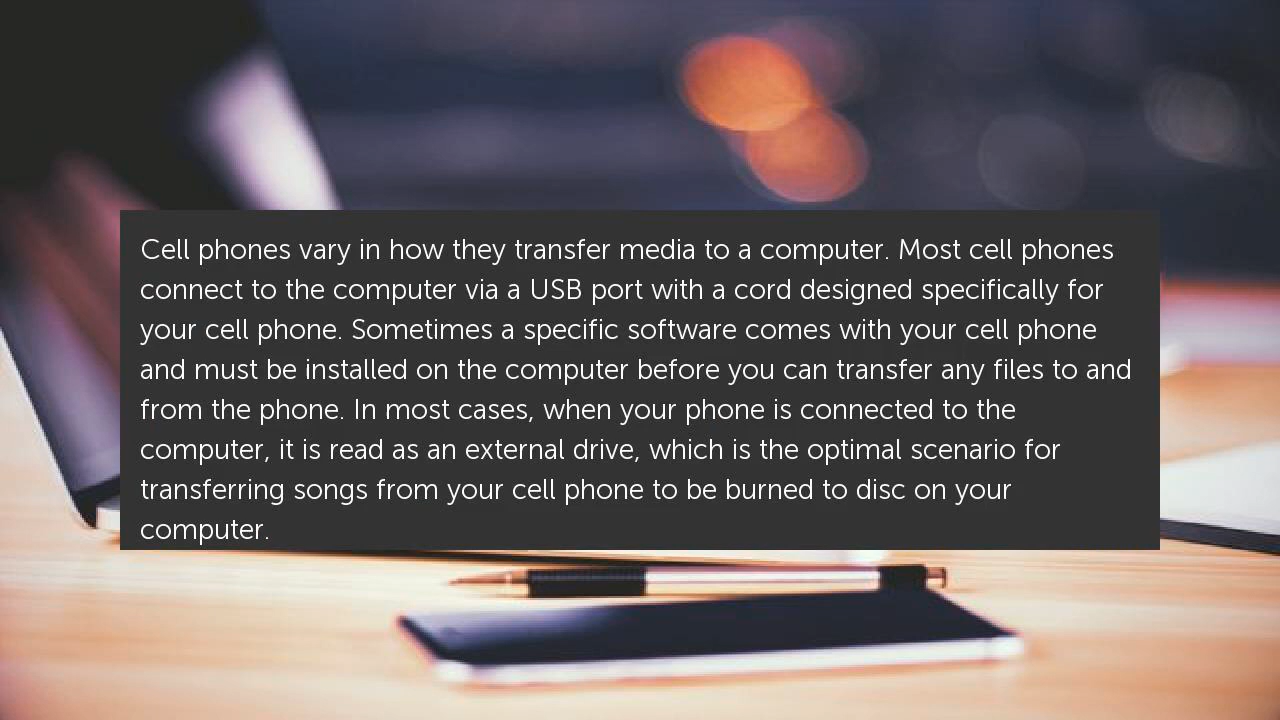 Cell phones vary in how they transfer media to a computer. Most cell phones
connect to the computer via a USB port with a cord designed specifically for
your cell phone. Sometimes a specific software comes with your cell phone
and must be installed on the computer before you can transfer any files to and
from the phone. In most cases, when your phone is connected to the
computer, it is read as an external drive, which is the optimal scenario for
transferring songs from your cell phone to be burned to disc on your
computer.